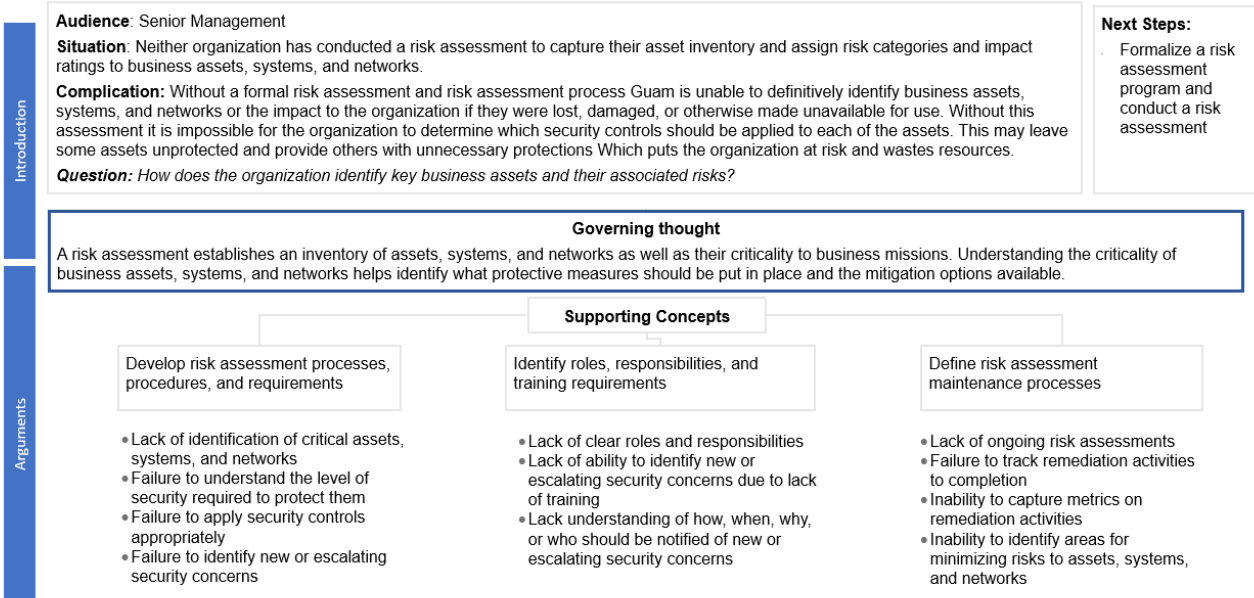 Introduction
Audience: Senior Management
Situation: Neither organization has conducted a risk assessment to capture their asset inventory and assign risk categories and impact
ratings to business assets, systems, and networks.
Complication: Without a formal risk assessment and risk assessment process Guam is unable to definitively identify business assets,
systems, and networks or the impact to the organization if they were lost, damaged, or otherwise made unavailable for use. Without this
assessment it is impossible for the organization to determine which security controls should be applied to each of the assets. This may leave
some assets unprotected and provide others with unnecessary protections Which puts the organization at risk and wastes resources.
Question: How does the organization identify key business assets and their associated risks?
Next Steps:
. Formalize a risk
assessment
program and
conduct a risk
assessment
Governing thought
A risk assessment establishes an inventory of assets, systems, and networks as well as their criticality to business missions. Understanding the criticality of
business assets, systems, and networks helps identify what protective measures should be put in place and the mitigation options available.
Arguments
Supporting Concepts
Develop risk assessment processes,
procedures, and requirements
• Lack of identification of critical assets,
systems, and networks
• Failure to understand the level of
security required to protect them
• Failure to apply security controls
appropriately
• Failure to identify new or escalating
security concerns
Identify roles, responsibilities, and
training requirements
• Lack of clear roles and responsibilities
• Lack of ability to identify new or
escalating security concerns due to lack
of training
• Lack understanding of how, when, why,
or who should be notified of new or
escalating security concerns
Define risk assessment
maintenance processes
• Lack of ongoing risk assessments
• Failure to track remediation activities
to completion
• Inability to capture metrics on
remediation activities
• Inability to identify areas for
minimizing risks to assets, systems,
and networks